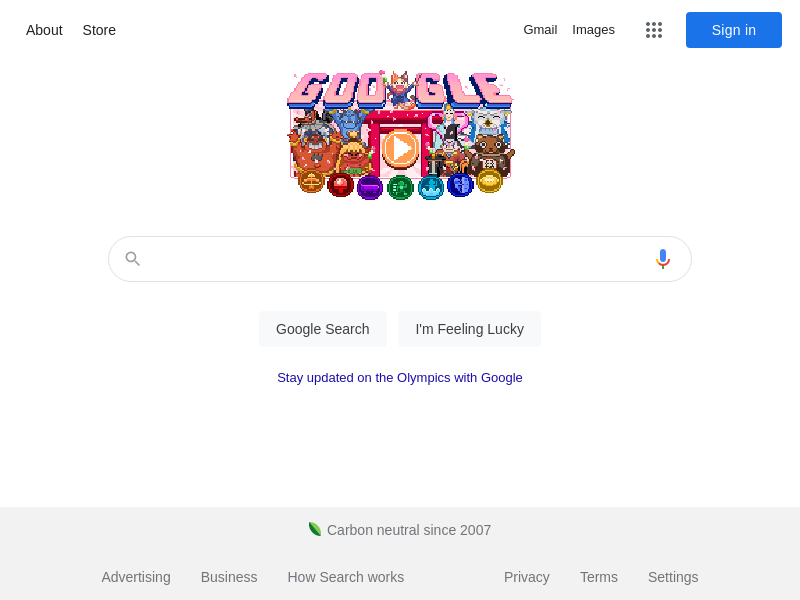 About Store Gmail Images Sign in
GOOGLE
Google Search I'm Feeling Lucky
Stay updated on the Olympics with Google
Carbon neutral since 2007
Advertising Business How Search works Privacy Terms Settings